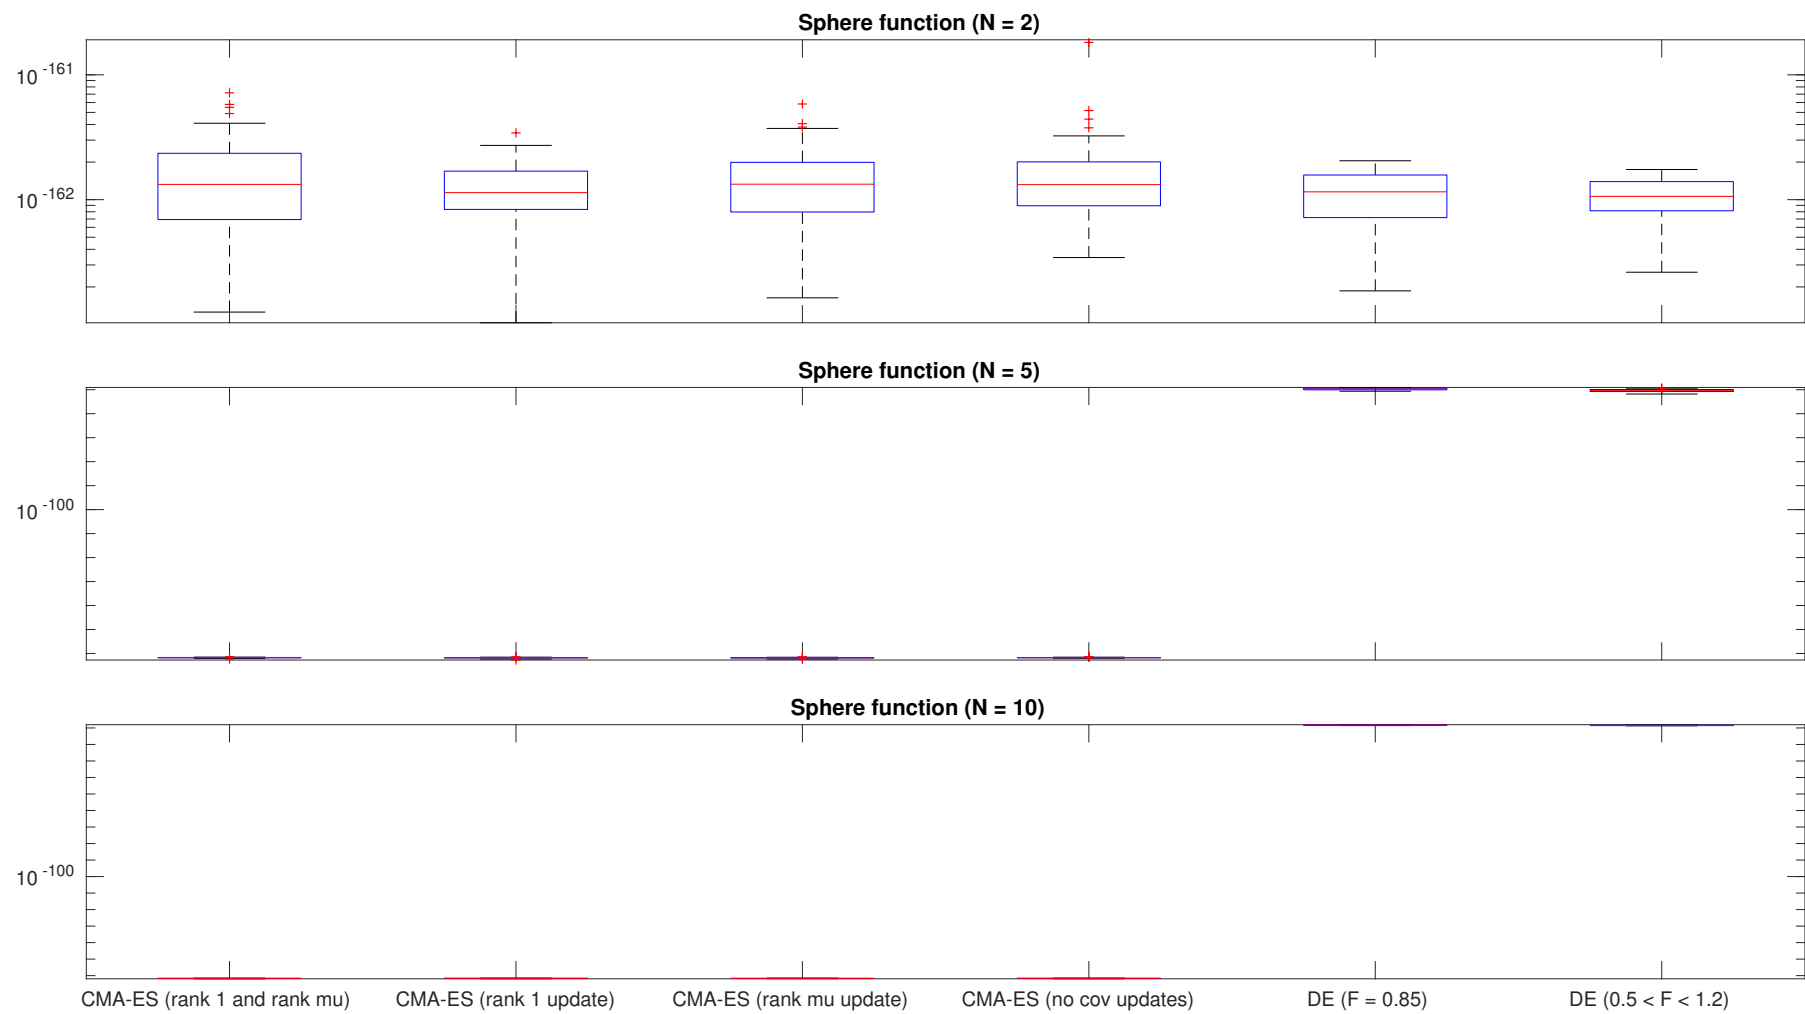 Sphere function (N = 2)
10 -161
10 -162
Sphere function (N = 5)
10 -100
Sphere function (N = 10)
10 -100
CMA-ES (rank 1 and rank mu) CMA-ES (rank 1 update) CMA-ES (rank mu update) CMA-ES (no cov updates) DE (F = 0.85) DE (0.5 < F < 1.2)